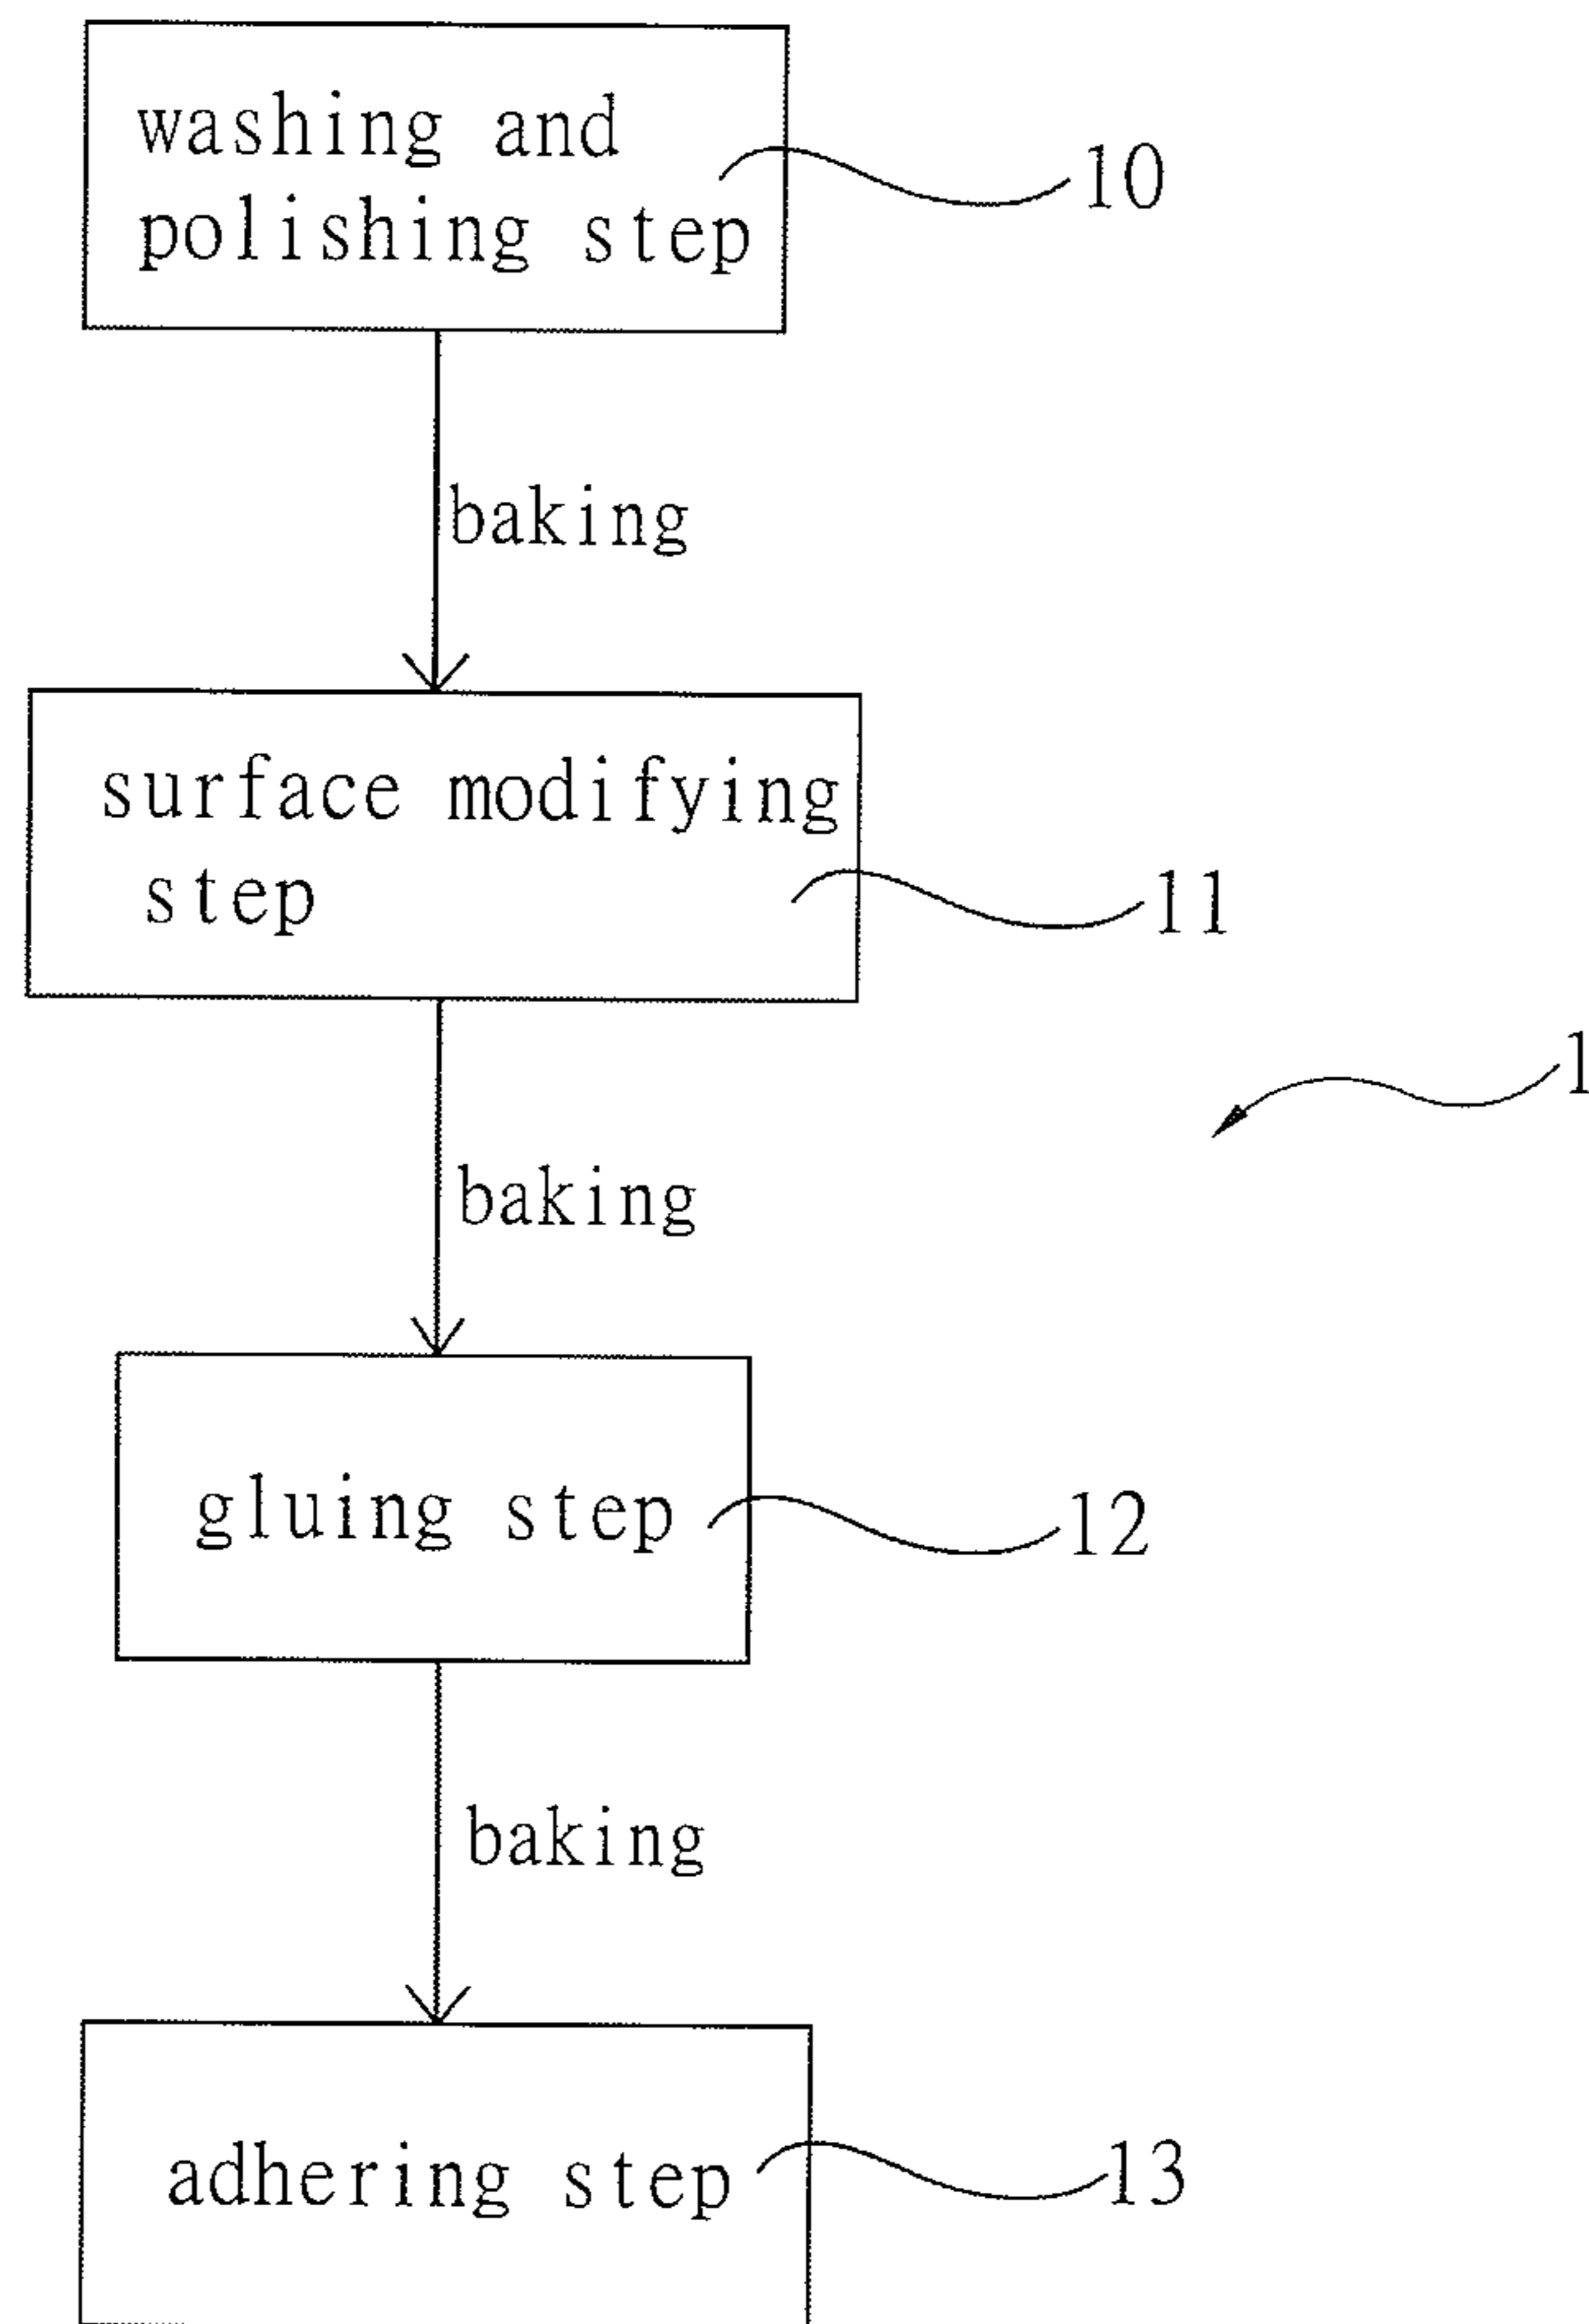 washing and
polishing step
10
baking
surface modifying
step
11
1
baking
gluing step
12
baking
adhering step
13